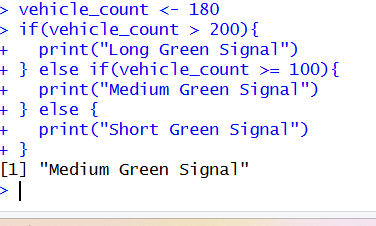 > vehicle_count <- 180
> if(vehicle_count > 200){
+   print("Long Green Signal")
+ } else if(vehicle_count >= 100){
+   print("Medium Green Signal")
+ } else {
+   print("Short Green Signal")
+ }
[1] "Medium Green Signal"
>